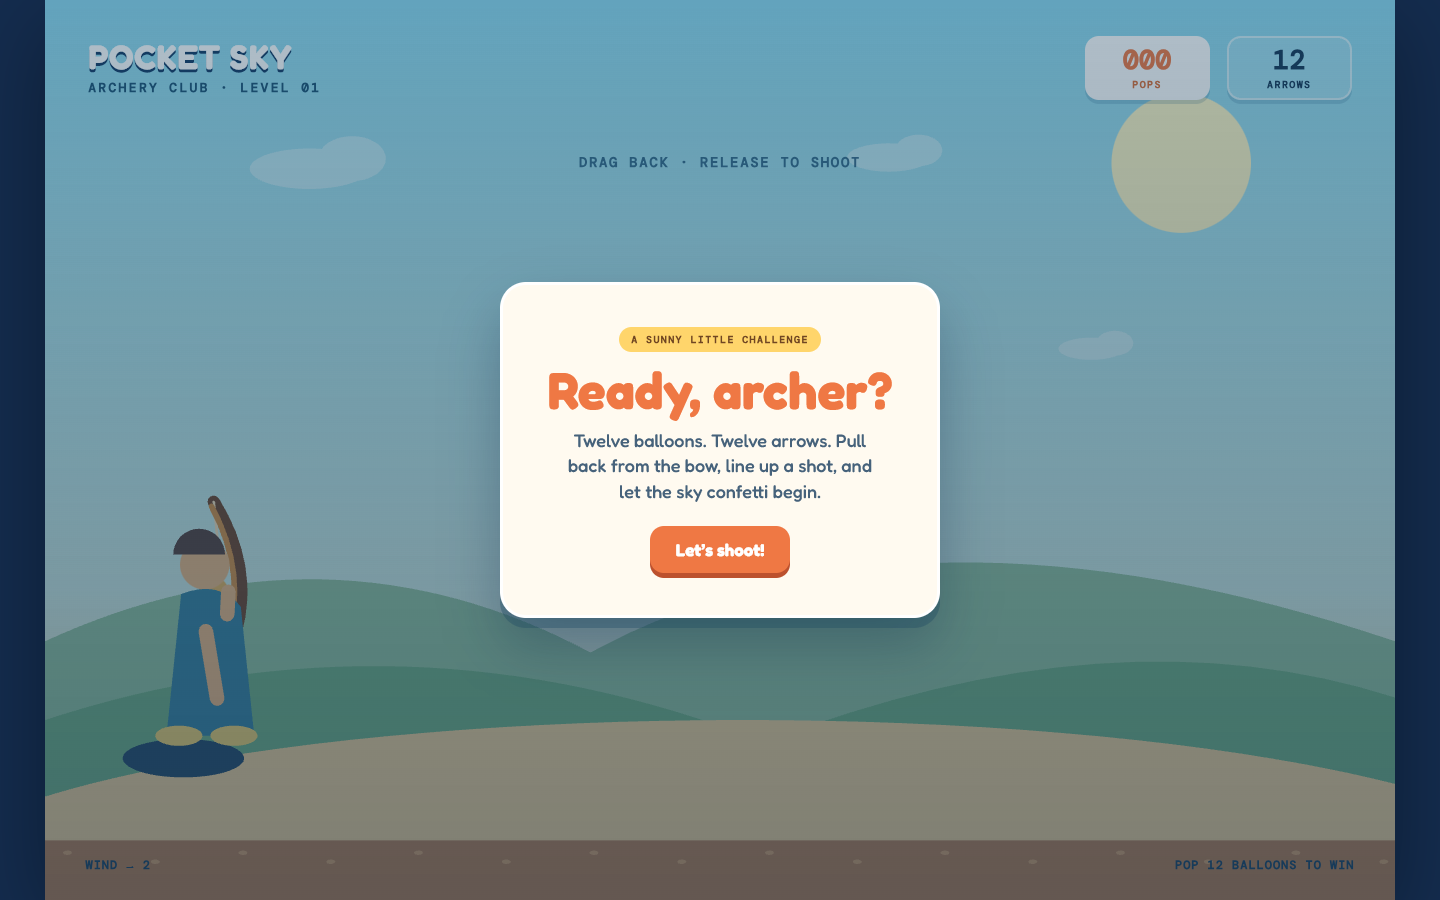 POCKET SKY
ARCHERY CLUB · LEVEL 01
000
POPS
12
ARROWS
DRAG BACK · RELEASE TO SHOOT
A SUNNY LITTLE CHALLENGE
Ready, archer?
Twelve balloons. Twelve arrows. Pull
back from the bow, line up a shot, and
let the sky confetti begin.
Let's shoot!
WIND → 2
POP 12 BALLOONS TO WIN